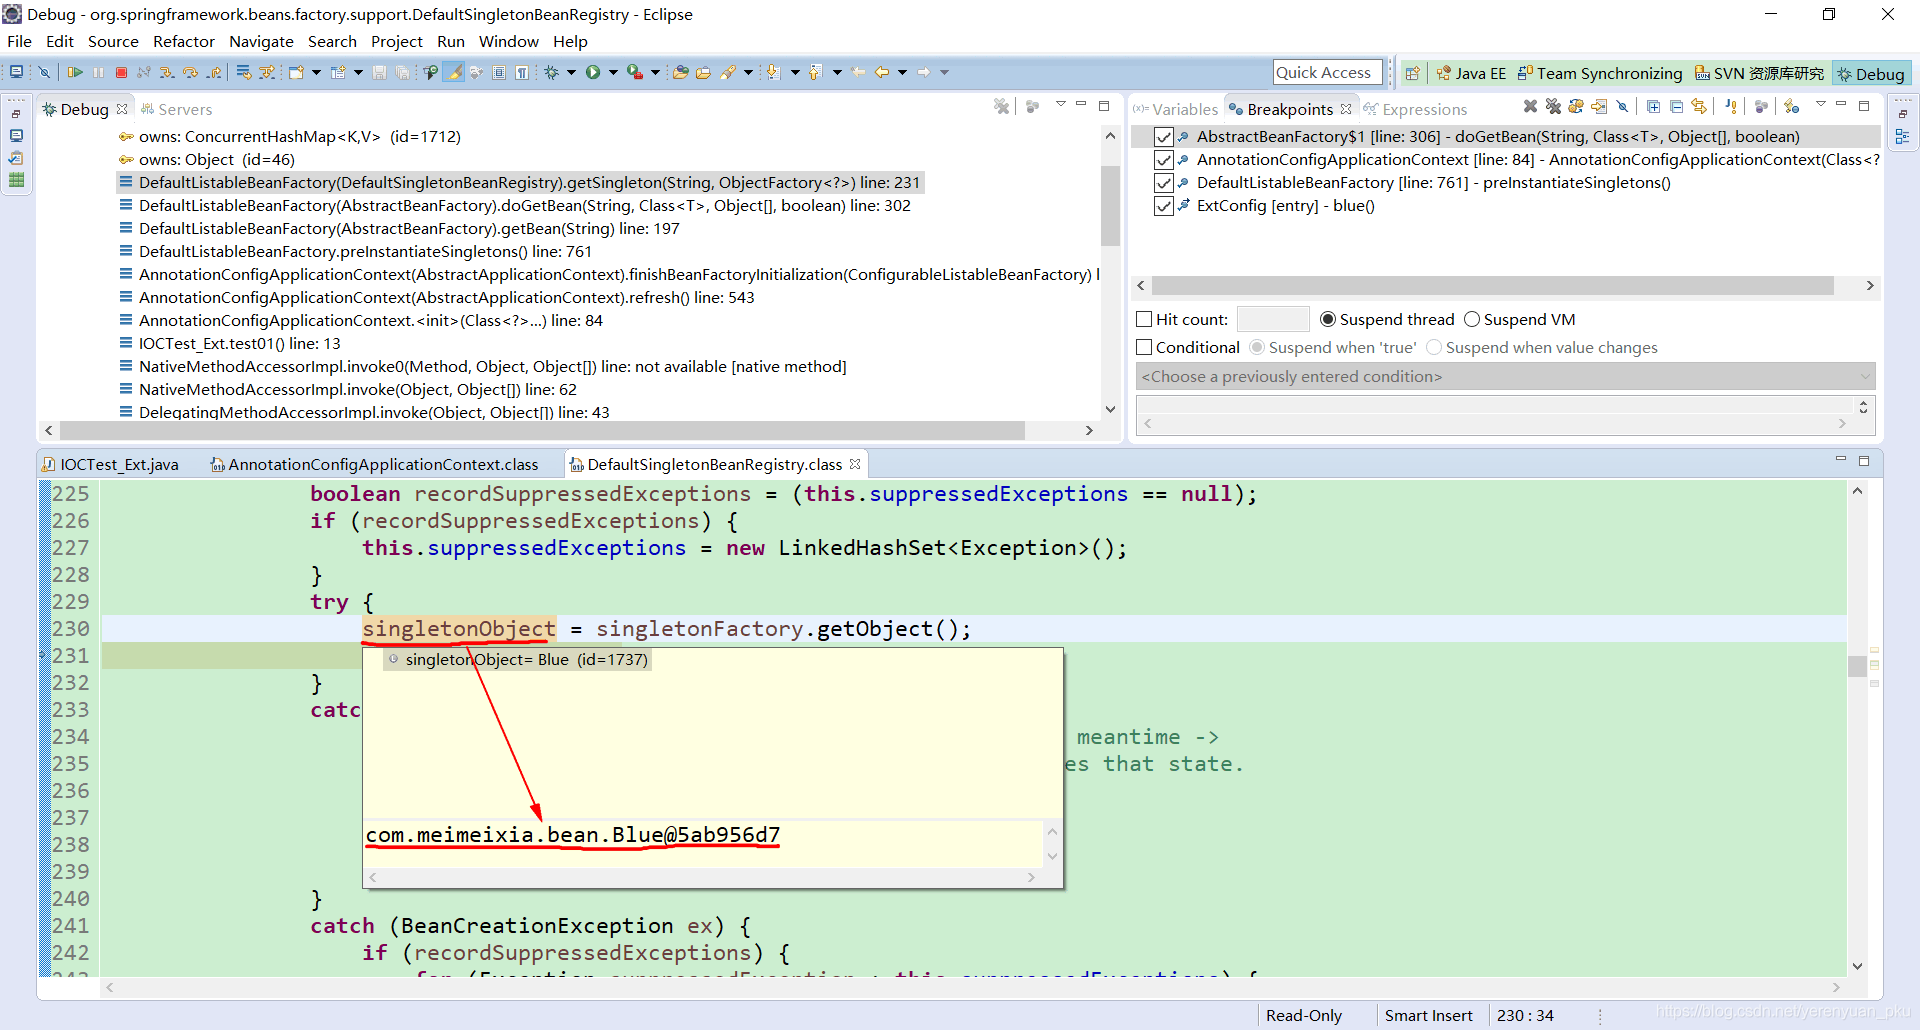 Debug - org.springframework.beans.factory.support.DefaultSingletonBeanRegistry - Eclipse
File Edit Source Refactor Navigate Search Project Run Window Help
Quick Access
Java EE Team Synchronizing SVN 资源库研究 Debug
Debug Servers
owns: ConcurrentHashMap<K,V> (id=1712)
owns: Object (id=46)
DefaultListableBeanFactory(DefaultSingletonBeanRegistry).getSingleton(String, ObjectFactory<?>) line: 231
DefaultListableBeanFactory(AbstractBeanFactory).doGetBean(String, Class<T>, Object[], boolean) line: 302
DefaultListableBeanFactory(AbstractBeanFactory).getBean(String) line: 197
DefaultListableBeanFactory.preInstantiateSingletons() line: 761
AnnotationConfigApplicationContext(AbstractApplicationContext).finishBeanFactoryInitialization(ConfigurableListableBeanFactory) l
AnnotationConfigApplicationContext(AbstractApplicationContext).refresh() line: 543
AnnotationConfigApplicationContext.<init>(Class<?>...) line: 84
IOCTest_Ext.test01() line: 13
NativeMethodAccessorImpl.invoke0(Method, Object, Object[]) line: not available [native method]
NativeMethodAccessorImpl.invoke(Object, Object[]) line: 62
DelegatingMethodAccessorImpl.invoke(Object, Object[]) line: 43
(x)= Variables Breakpoints Expressions
AbstractBeanFactory$1 [line: 306] - doGetBean(String, Class<T>, Object[], boolean)
AnnotationConfigApplicationContext [line: 84] - AnnotationConfigApplicationContext(Class<?
DefaultListableBeanFactory [line: 761] - preInstantiateSingletons()
ExtConfig [entry] - blue()
Hit count: Suspend thread Suspend VM
Conditional Suspend when 'true' Suspend when value changes
<Choose a previously entered condition>
IOCTest_Ext.java AnnotationConfigApplicationContext.class DefaultSingletonBeanRegistry.class
225 boolean recordSuppressedExceptions = (this.suppressedExceptions == null);
226 if (recordSuppressedExceptions) {
227 this.suppressedExceptions = new LinkedHashSet<Exception>();
228 }
229 try {
230 singletonObject = singletonFactory.getObject();
231
singletonObject= Blue (id=1737)
232 }
233 catc
234 meantime ->
235 es that state.
236
237
238
com.meimeixia.bean.Blue@5ab956d7
239
240 }
241 catch (BeanCreationException ex) {
242 if (recordSuppressedExceptions) {
243 for (Exception suppressedException : this.suppressedExceptions) {
Read-Only Smart Insert 230 : 34
https://blog.csdn.net/yerenyuan_pku